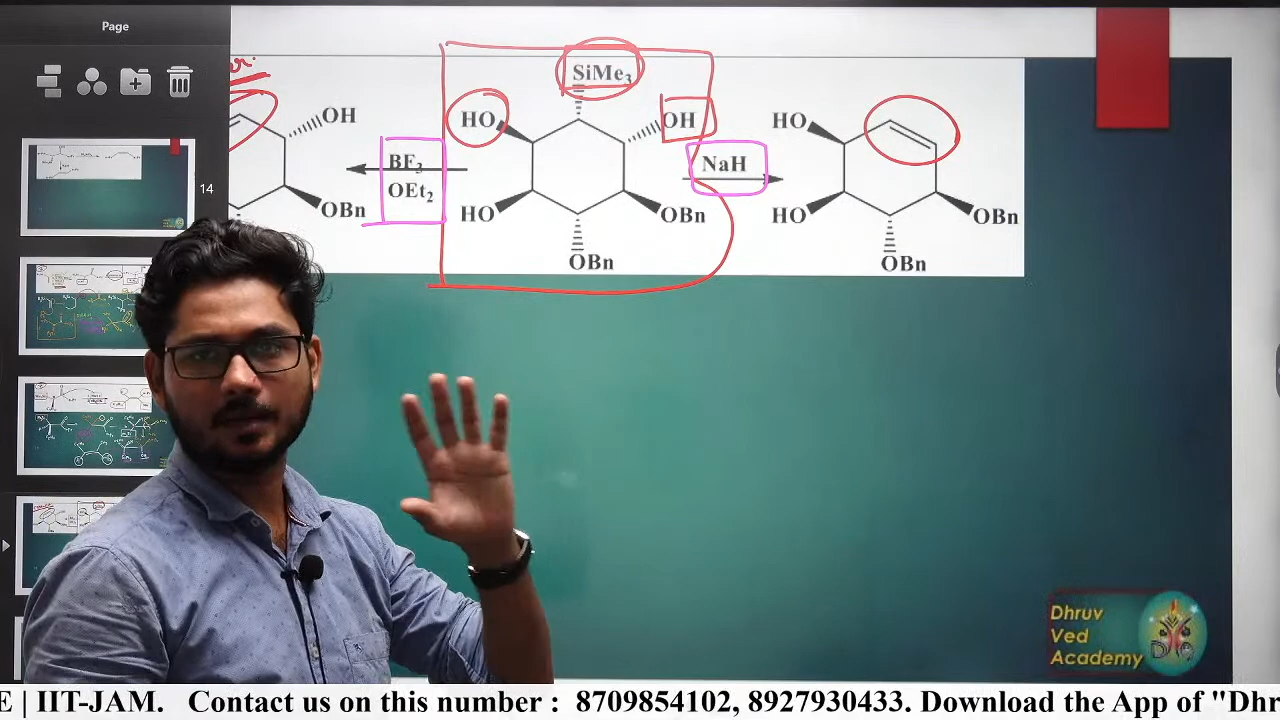 Page
14
OH
OBn
BF3
OEt2
SiMe3
HO
OH
HO
OBn
OBn
NaH
HO
HO
OBn
OBn
Dhruv
Ved
Academy
E | IIT-JAM. Contact us on this number : 8709854102, 8927930433. Download the App of "Dhr